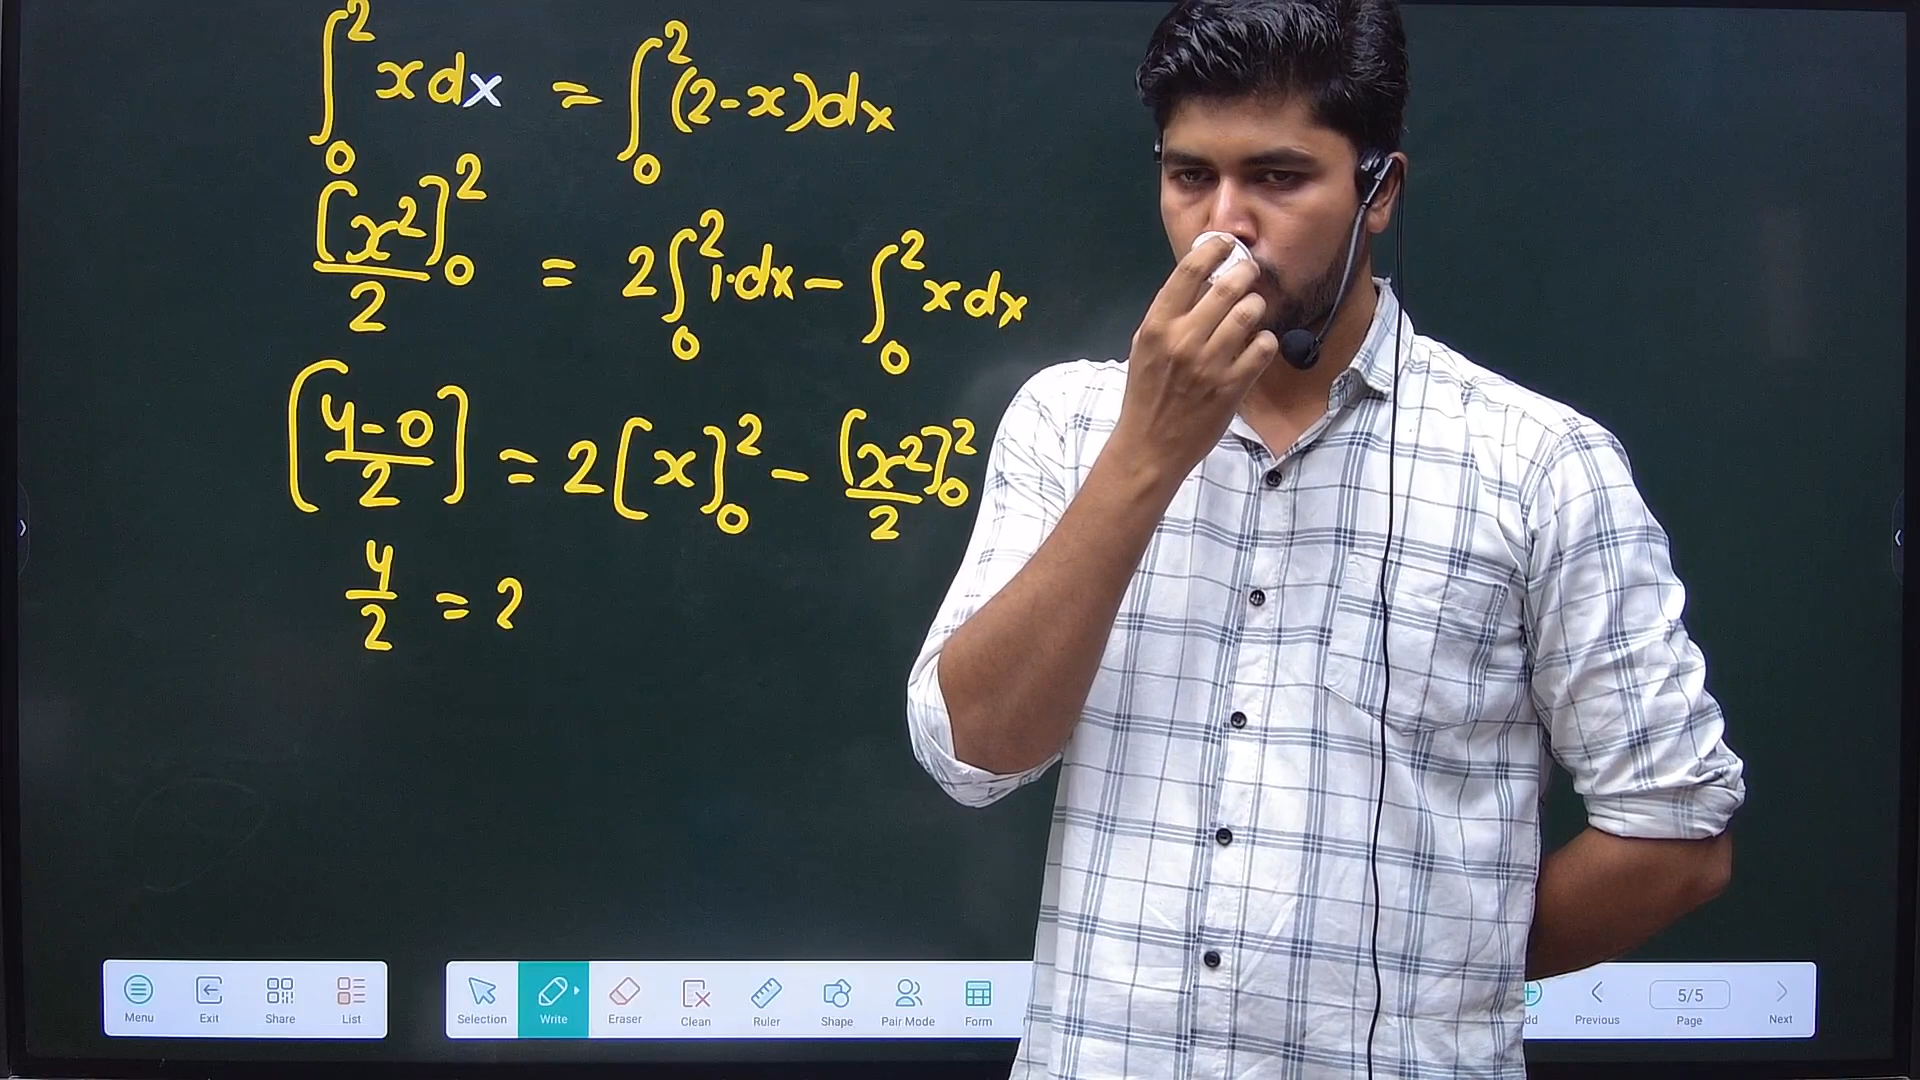 ∫₀² x dx = ∫₀² (2-x)dx
[x²]₀²/2 = 2∫₀² 1·dx - ∫₀² x dx
[(4-0)/2] = 2[x]₀² - [x²]₀²/2
4/2 = 2
Menu Exit Share List Selection Write Eraser Clean Ruler Shape Pair Mode Form dd Previous 5/5 Page Next